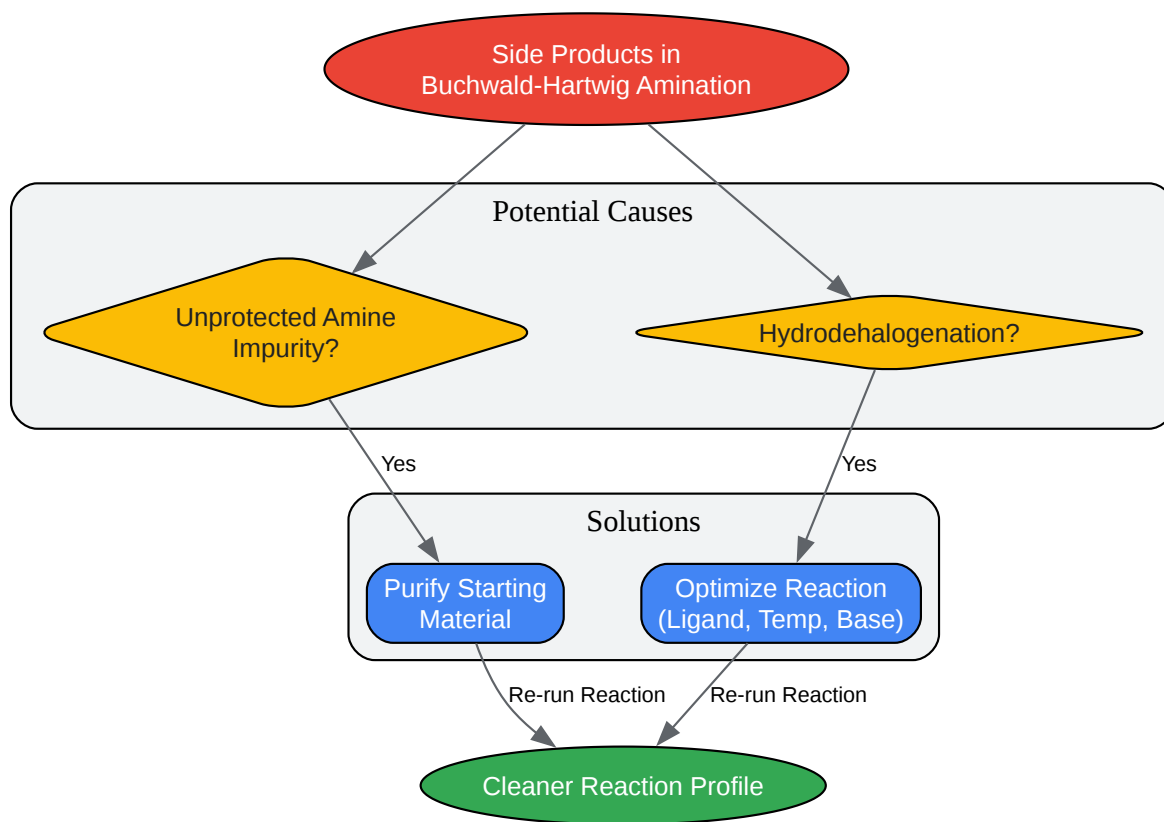 Side Products in
Buchwald-Hartwig Amination
Potential Causes
Unprotected Amine
Impurity?
Hydrodehalogenation?
Yes
Yes
Solutions
Purify Starting
Material
Optimize Reaction
(Ligand, Temp, Base)
Re-run Reaction
Re-run Reaction
Cleaner Reaction Profile